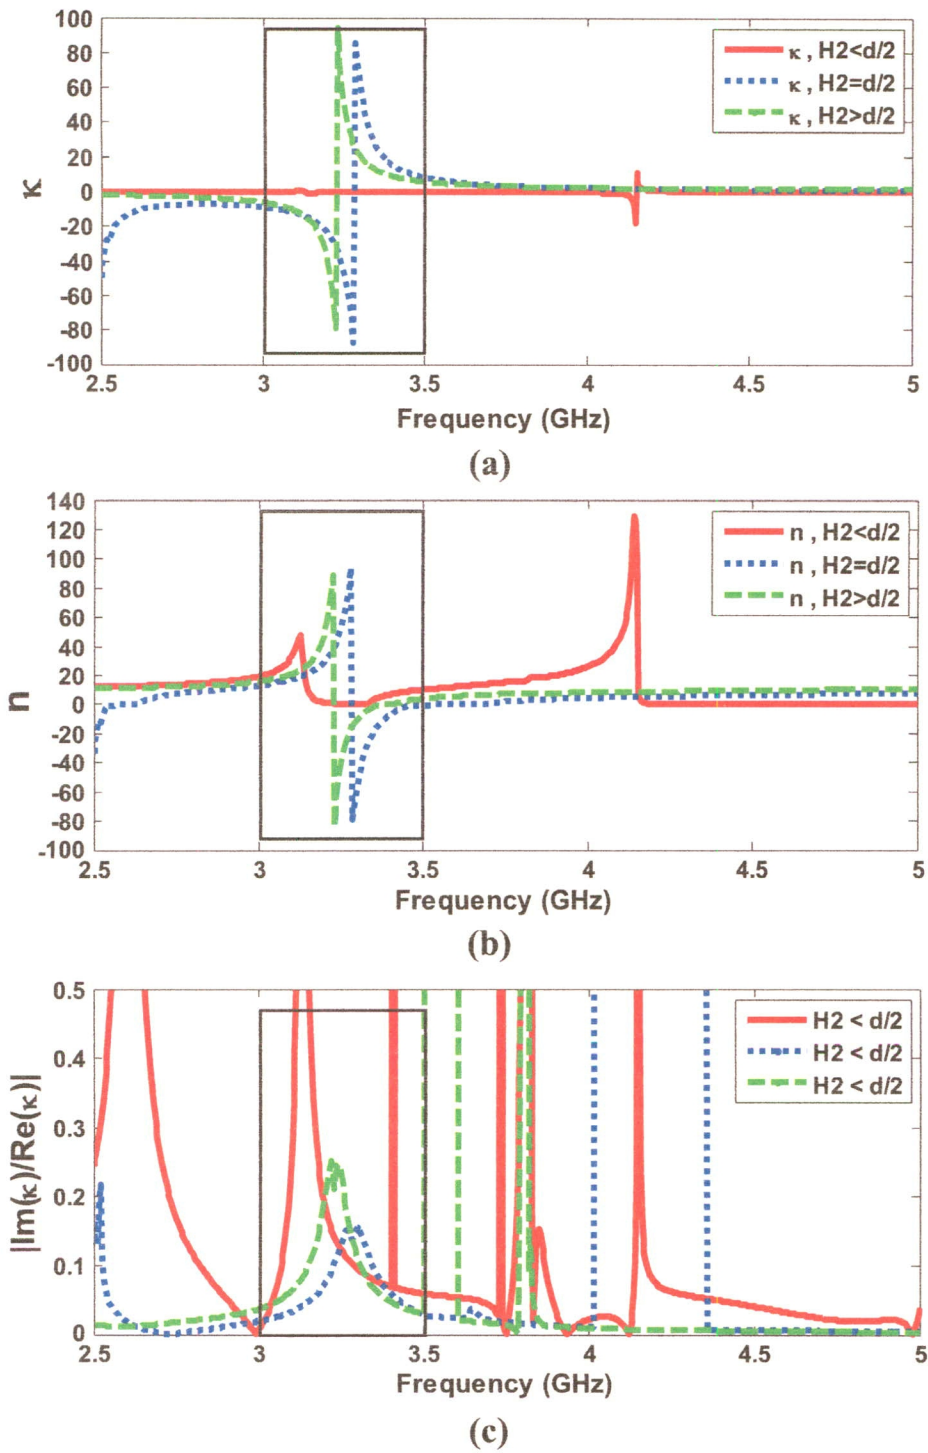 100
80
60
40
20
0
-20
-40
-60
-80
-100
κ
κ , H2<d/2
κ , H2=d/2
κ , H2>d/2
2.5 3 3.5 4 4.5 5
Frequency (GHz)
(a)
140
120
100
80
60
40
20
0
-20
-40
-60
-80
-100
n
n , H2<d/2
n , H2=d/2
n , H2>d/2
2.5 3 3.5 4 4.5 5
Frequency (GHz)
(b)
0.5
0.4
0.3
0.2
0.1
0
|Im(κ)/Re(κ)|
H2 < d/2
H2 < d/2
H2 < d/2
2.5 3 3.5 4 4.5 5
Frequency (GHz)
(c)